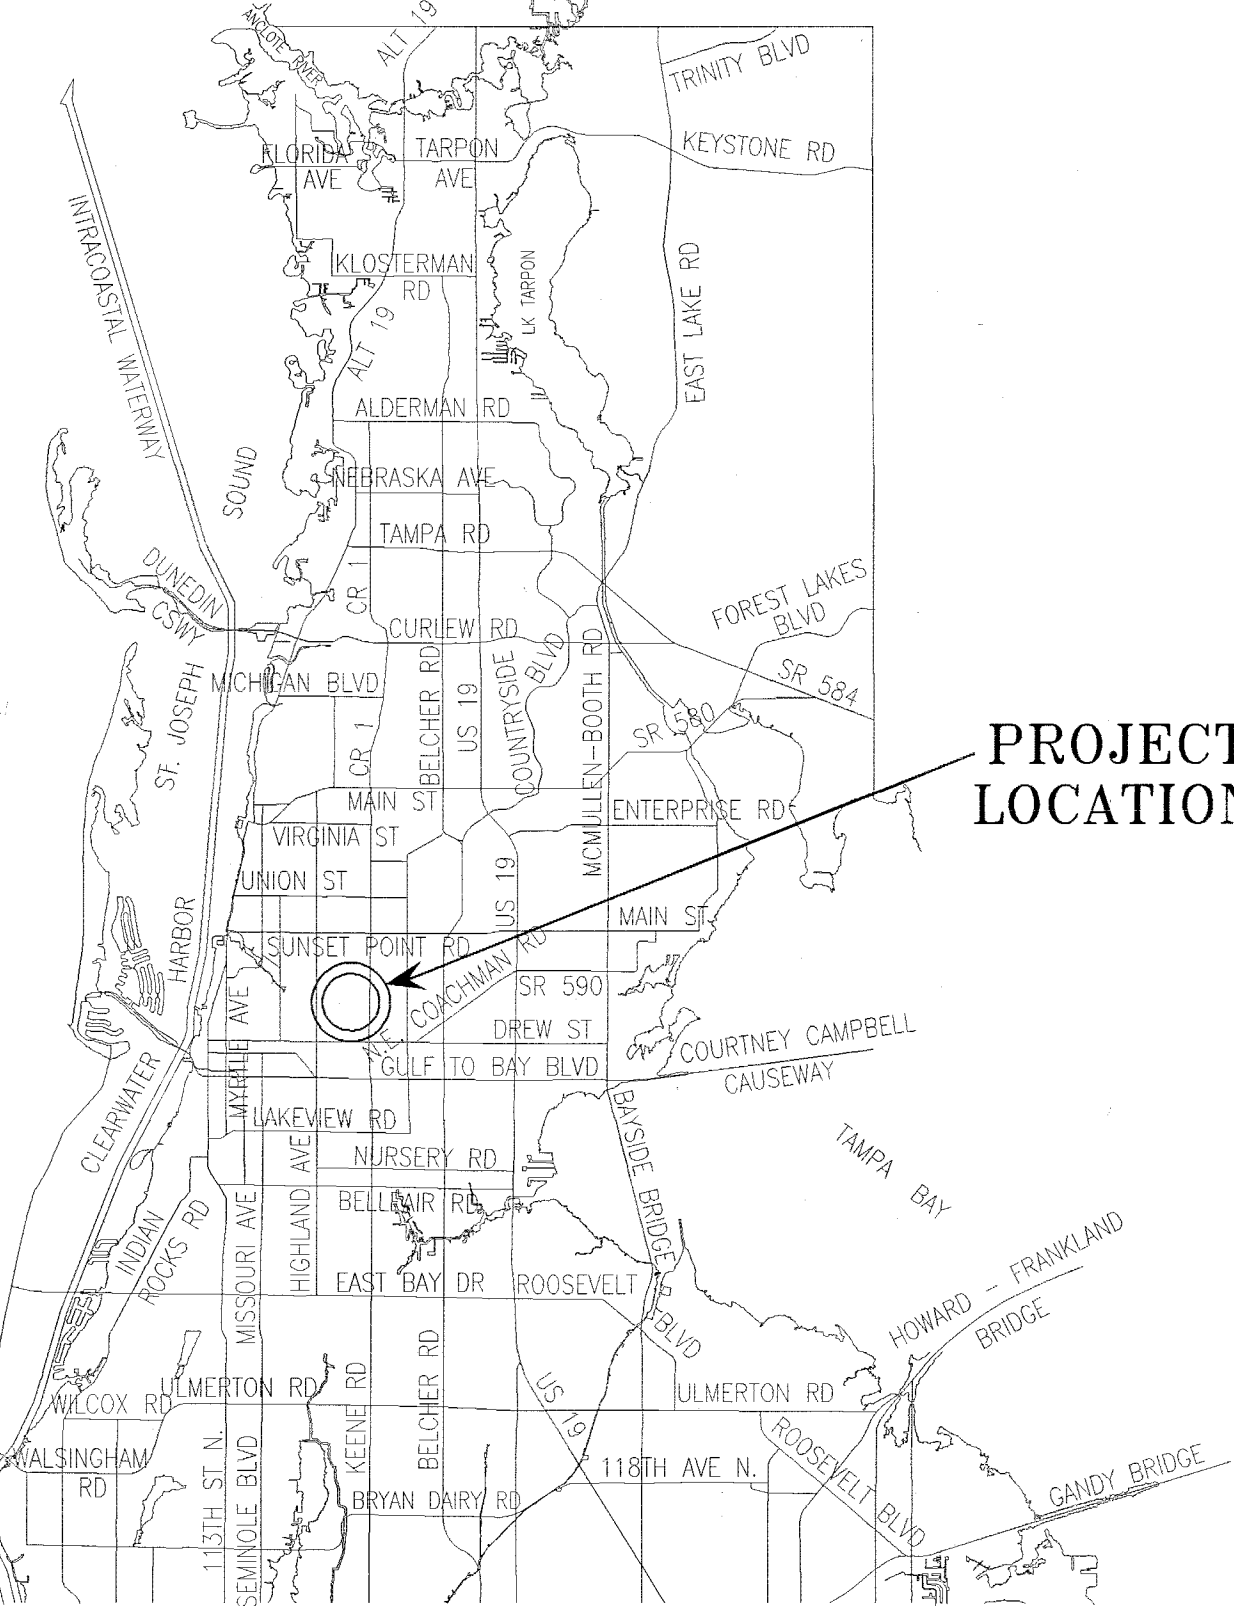 ANCLOTE RIVER
ALT 19
TRINITY BLVD
FLORIDA
AVE
TARPON
AVE
KEYSTONE RD
INTRACOASTAL WATERWAY
KLOSTERMAN
RD
LK TARPON
EAST LAKE RD
ALT 19
ALDERMAN RD
SOUND
NEBRASKA AVE
TAMPA RD
DUNEDIN
CSWY
CR 1
FOREST LAKES
BLVD
CURLEW RD
ST. JOSEPH
MICHIGAN BLVD
BELCHER RD
US 19
COUNTRYSIDE
BLVD
MCMULLEN-BOOTH RD
SR 584
SR 580
CR 1
PROJECT
LOCATION
MAIN ST
ENTERPRISE RD
VIRGINIA ST
UNION ST
US 19
HARBOR
MAIN ST
SUNSET POINT RD
N.E. COACHMAN RD
SR 590
MYRTLE AVE
DREW ST
COURTNEY CAMPBELL
CAUSEWAY
GULF TO BAY BLVD
CLEARWATER
LAKEVIEW RD
BAYSIDE BRIDGE
TAMPA BAY
NURSERY RD
HIGHLAND AVE
BELLEAIR RD
INDIAN
ROCKS RD
MISSOURI AVE
EAST BAY DR
ROOSEVELT
BLVD
HOWARD - FRANKLAND
BRIDGE
WILCOX RD
ULMERTON RD
KEENE RD
BELCHER RD
US 19
ULMERTON RD
WALSINGHAM
RD
113TH ST N.
SEMINOLE BLVD
118TH AVE N.
ROOSEVELT BLVD
GANDY BRIDGE
BRYAN DAIRY RD